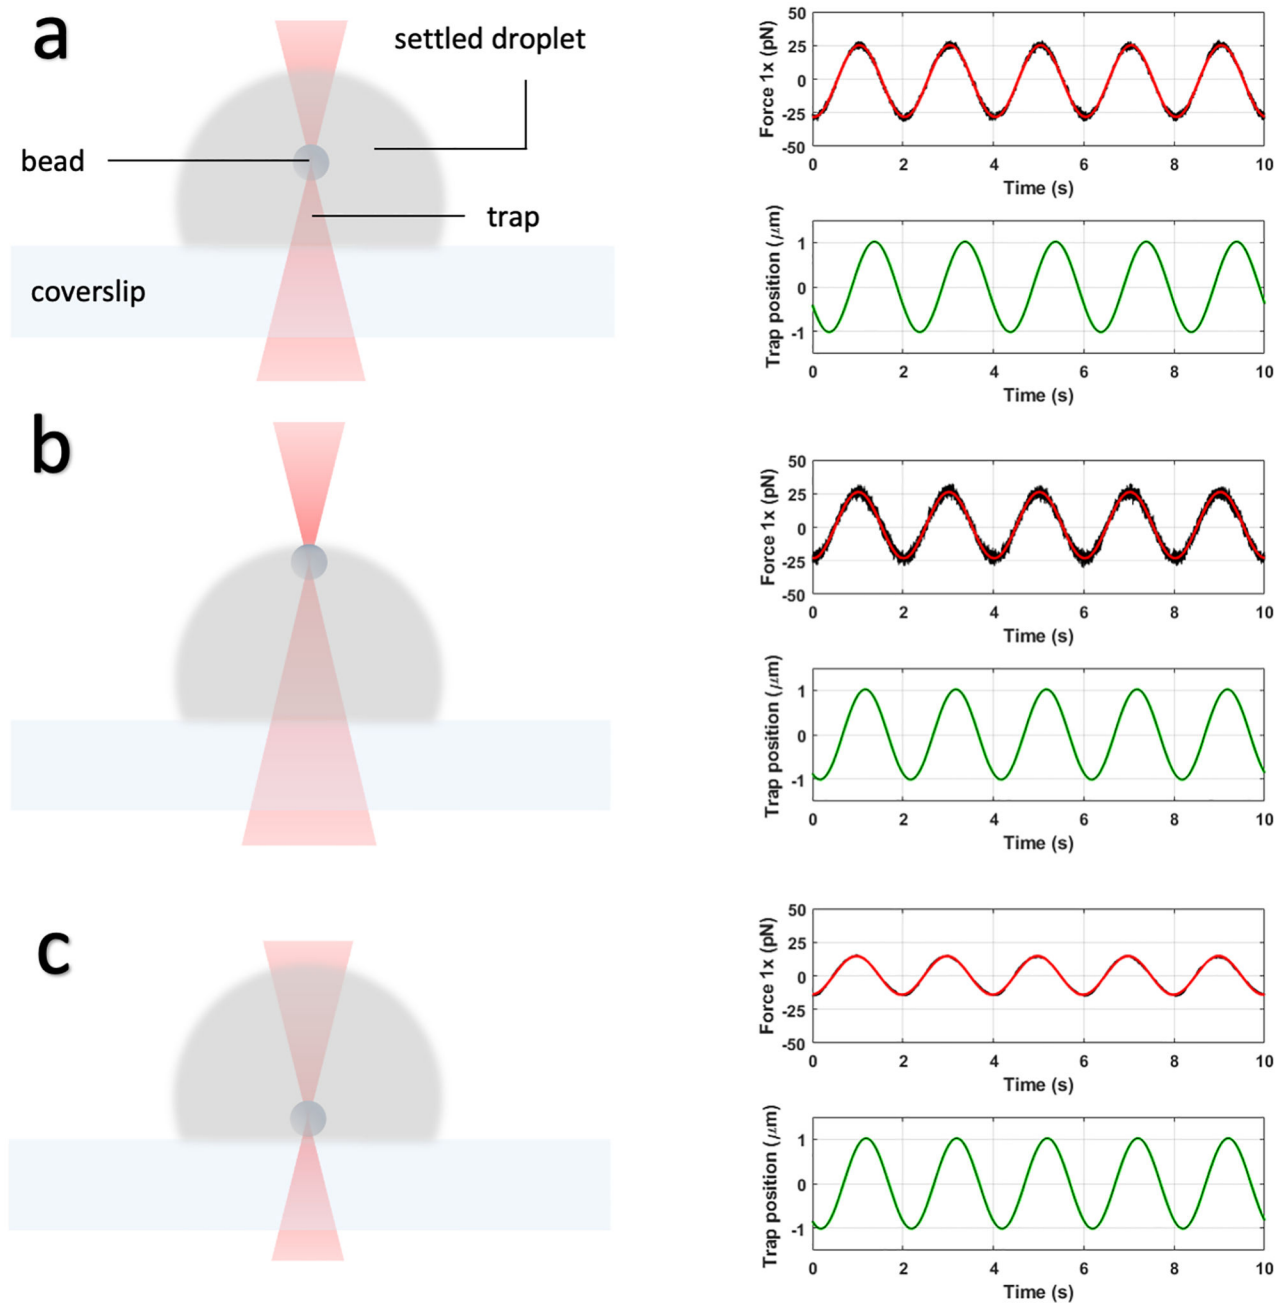 a
settled droplet
bead
trap
coverslip
50
25
0
-25
-50
Force 1x (pN)
0 2 4 6 8 10
Time (s)
1
0
-1
Trap position (μm)
0 2 4 6 8 10
Time (s)
b
50
25
0
-25
-50
Force 1x (pN)
0 2 4 6 8 10
Time (s)
1
0
-1
Trap position (μm)
0 2 4 6 8 10
Time (s)
c
50
25
0
-25
-50
Force 1x (pN)
0 2 4 6 8 10
Time (s)
1
0
-1
Trap position (μm)
0 2 4 6 8 10
Time (s)